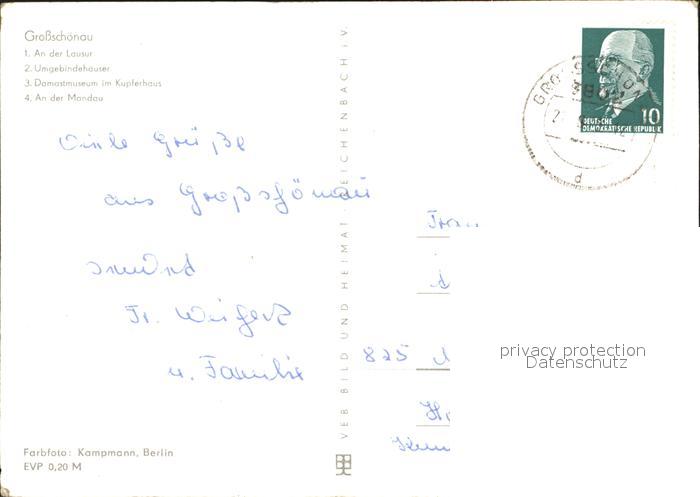 Großschönau
1. An der Lausur
2. Umgebindehäuser
3. Damastmuseum im Kupferhaus
4. An der Mandau
Viele Grüße
aus Großschönau
sendet
Fr. Weigert
u. Familie
Farbfoto: Kampmann, Berlin
EVP 0,20 M
VEB BILD UND HEIMAT REICHENBACH i. V.
10
DEUTSCHE
DEMOKRATISCHE REPUBLIK
d
825
privacy protection
Datenschutz